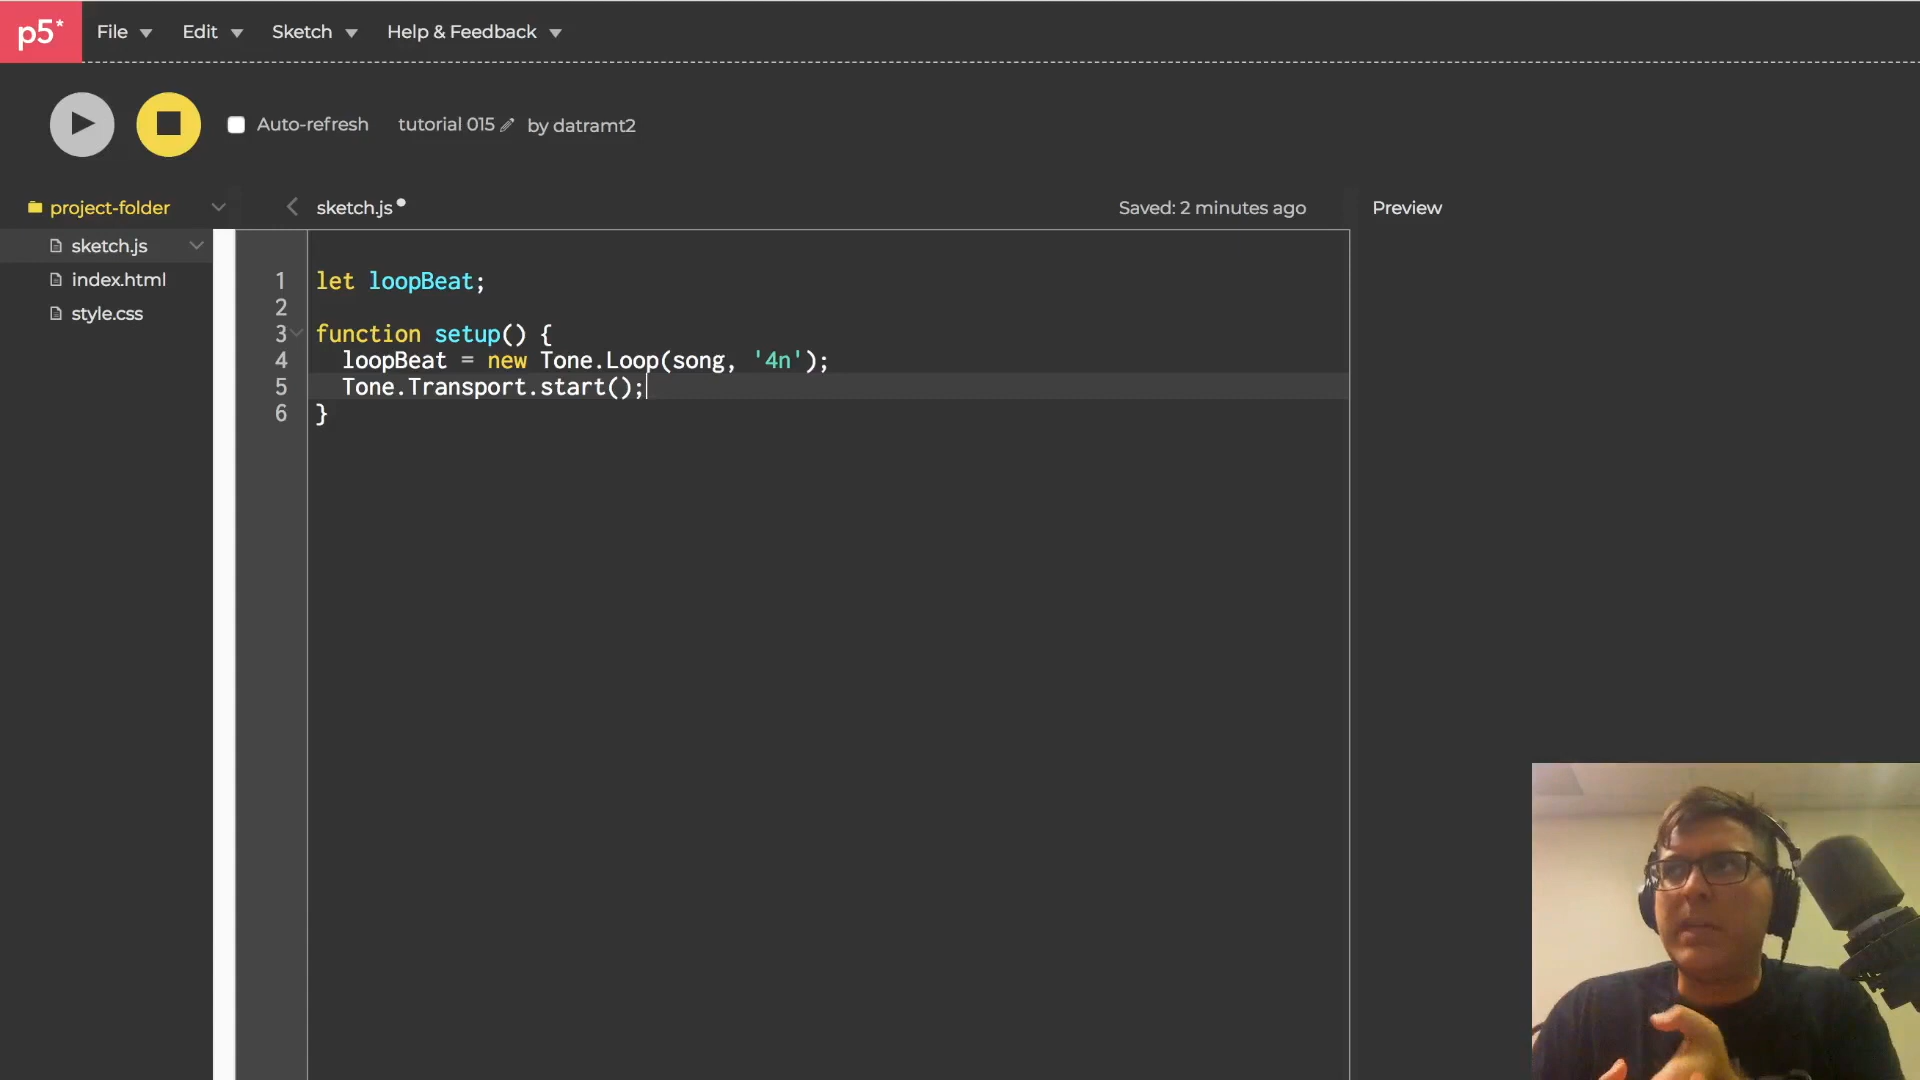 p5* File Edit Sketch Help & Feedback
Auto-refresh tutorial 015 by datramt2
project-folder
sketch.js
index.html
style.css
sketch.js Saved: 2 minutes ago Preview
1 let loopBeat;
2
3 function setup() {
4 loopBeat = new Tone.Loop(song, '4n');
5 Tone.Transport.start();
6 }